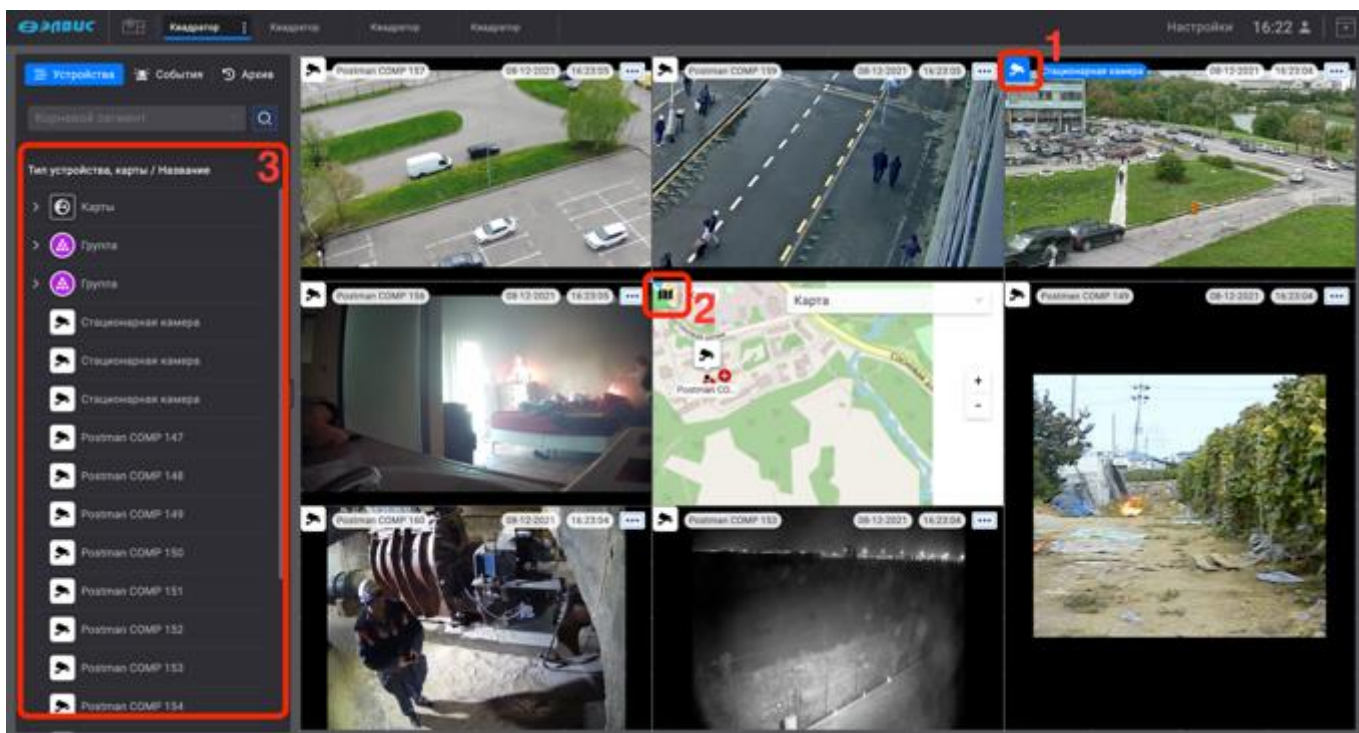 ЭЛВИС Квадратор Квадратор Квадратор Квадратор Настройки 16:22
1
Устройства События Архив
Корневой сегмент
3
Тип устройства, карты / Название
Карты
Группа
Группа
Стационарная камера
Стационарная камера
Стационарная камера
Postman COMP 147
Postman COMP 148
Postman COMP 149
Postman COMP 150
Postman COMP 151
Postman COMP 152
Postman COMP 153
Postman COMP 154
Postman COMP 157 08-12-2021 16:23:05
Postman COMP 159 08-12-2021 16:23:05
Стационарная камера 08-12-2021 16:23:04
Postman COMP 156 08-12-2021 16:23:05
2
Карта
Postman CO...
+
-
Postman COMP 149 08-12-2021 16:23:04
Postman COMP 160 08-12-2021 16:23:04
Postman COMP 153 08-12-2021 16:23:04